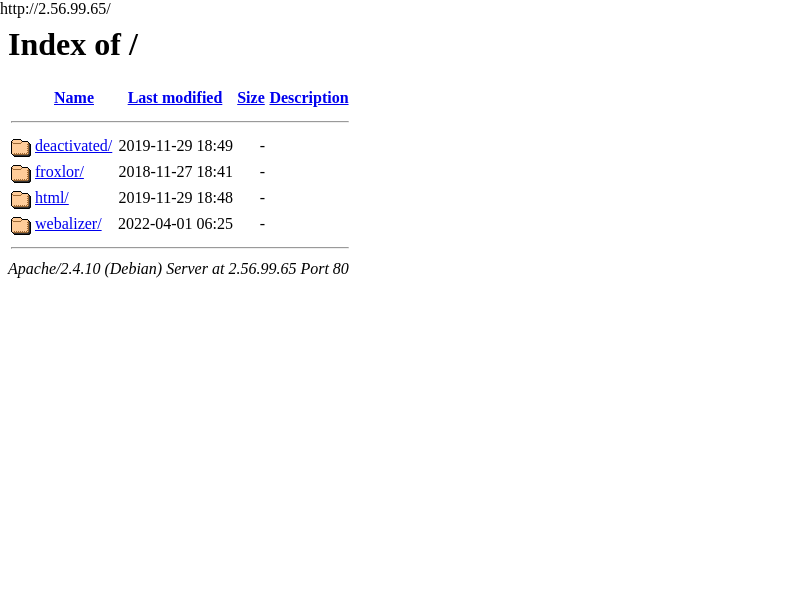 http://2.56.99.65/
Index of /
Name Last modified Size Description
deactivated/ 2019-11-29 18:49 -
froxlor/ 2018-11-27 18:41 -
html/ 2019-11-29 18:48 -
webalizer/ 2022-04-01 06:25 -
Apache/2.4.10 (Debian) Server at 2.56.99.65 Port 80